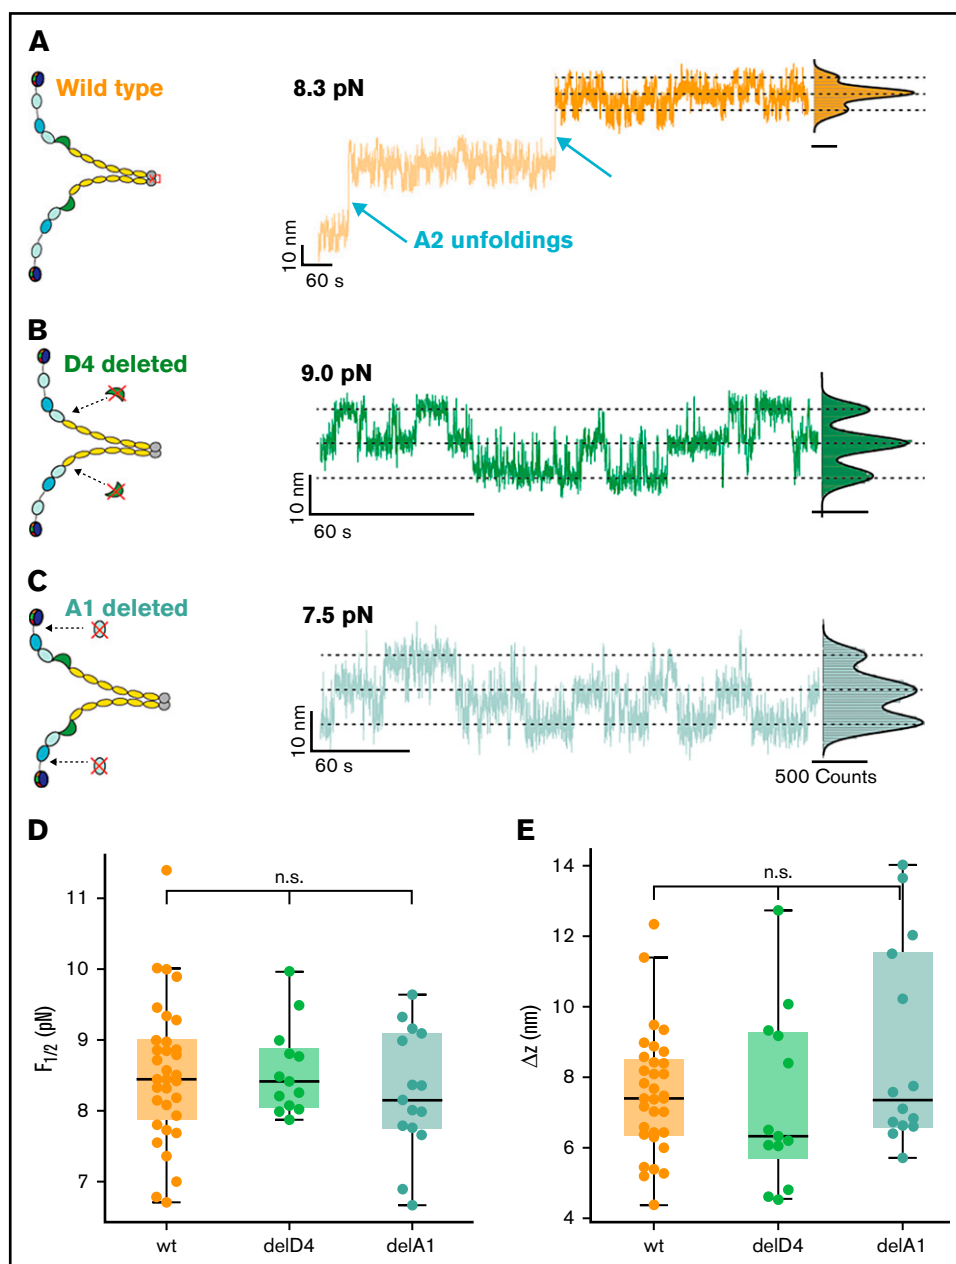 A
Wild type
8.3 pN
A2 unfoldings
10 nm
60 s
B
D4 deleted
9.0 pN
10 nm
60 s
C
A1 deleted
7.5 pN
10 nm
60 s
500 Counts
D
n.s.
F1/2 (pN)
11
10
9
8
7
wt
delD4
delA1
E
n.s.
Δz (nm)
14
12
10
8
6
4
wt
delD4
delA1